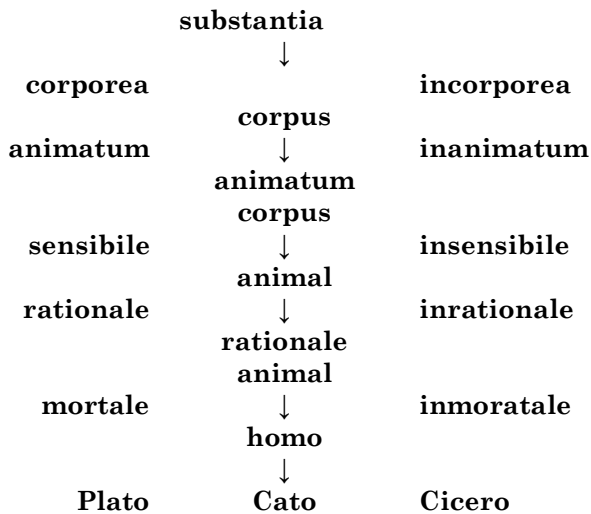 substantia
↓
corporea incorporea
corpus
animatum ↓ inanimatum
animatum
corpus
sensibile ↓ insensibile
animal
rationale ↓ inrationale
rationale
animal
mortale ↓ inmoratale
homo
↓
Plato Cato Cicero